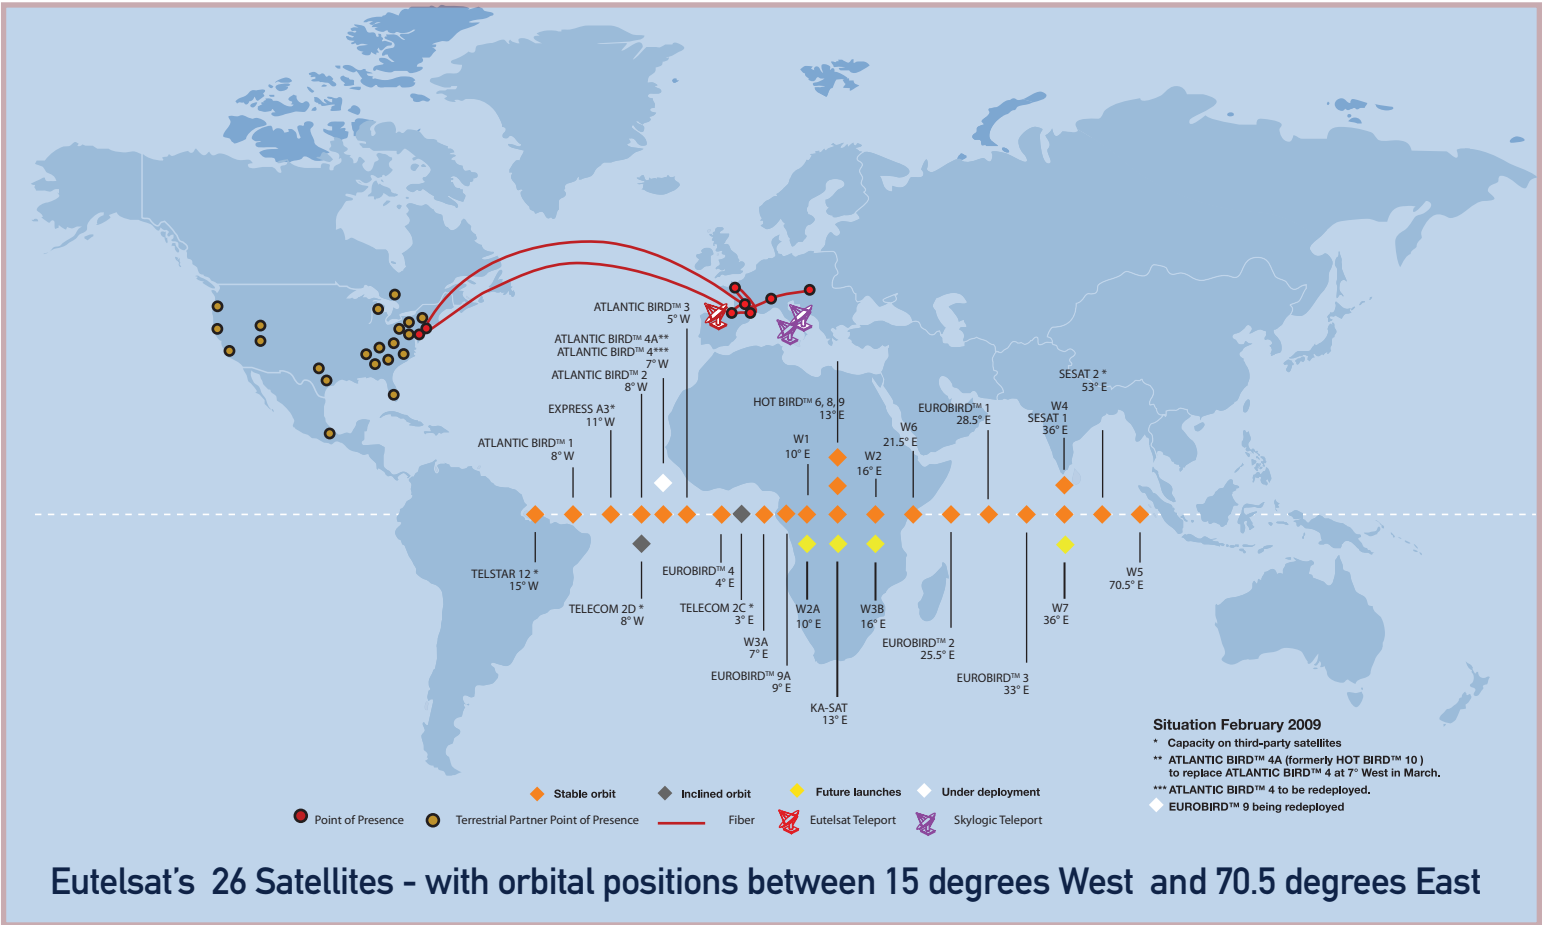 ATLANTIC BIRD™ 3
5° W
ATLANTIC BIRD™ 4A**
ATLANTIC BIRD™ 4***
7° W
ATLANTIC BIRD™ 2
8° W
EXPRESS A3*
11° W
ATLANTIC BIRD™ 1
8° W
HOT BIRD™ 6, 8, 9
13° E
W1
10° E
W2
16° E
W6
21.5° E
EUROBIRD™ 1
28.5° E
SESAT 2 *
53° E
W4
SESAT 1
36° E
TELSTAR 12 *
15° W
TELECOM 2D *
8° W
EUROBIRD™ 4
4° E
TELECOM 2C *
3° E
W3A
7° E
EUROBIRD™ 9A
9° E
W2A
10° E
KA-SAT
13° E
W3B
16° E
EUROBIRD™ 2
25.5° E
EUROBIRD™ 3
33° E
W7
36° E
W5
70.5° E
Situation February 2009
* Capacity on third-party satellites
** ATLANTIC BIRD™ 4A (formerly HOT BIRD™ 10 )
to replace ATLANTIC BIRD™ 4 at 7° West in March.
*** ATLANTIC BIRD™ 4 to be redeployed.
EUROBIRD™ 9 being redeployed
Stable orbit Inclined orbit Future launches Under deployment
Point of Presence Terrestrial Partner Point of Presence Fiber Eutelsat Teleport Skylogic Teleport
Eutelsat's 26 Satellites - with orbital positions between 15 degrees West and 70.5 degrees East